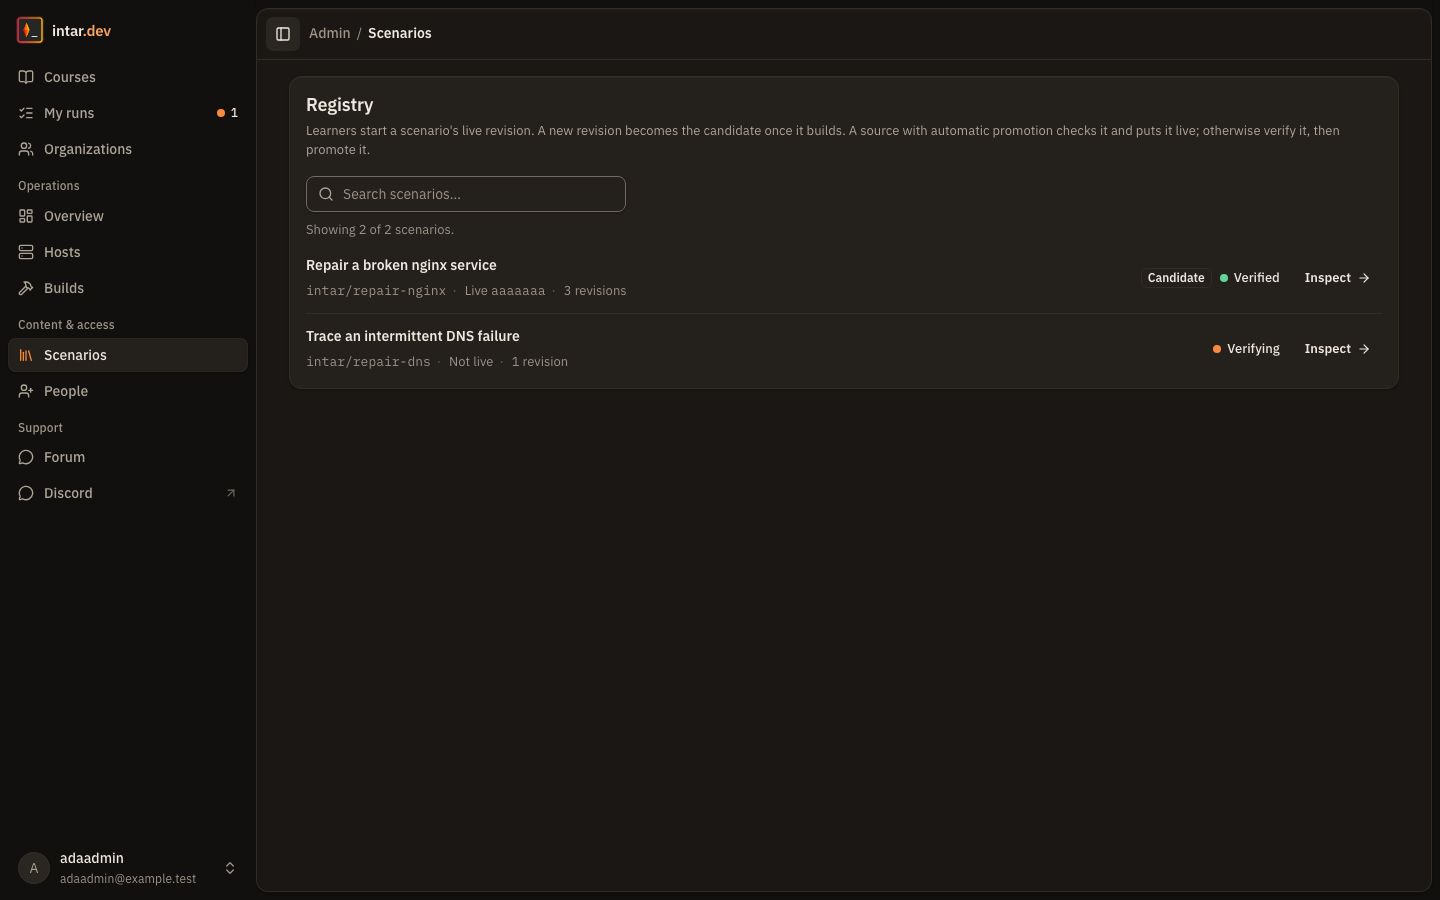 intar.dev
Courses
My runs
1
Organizations
Operations
Overview
Hosts
Builds
Content & access
Scenarios
People
Support
Forum
Discord
A
adaadmin
adaadmin@example.test
Admin / Scenarios
Registry
Learners start a scenario's live revision. A new revision becomes the candidate once it builds. A source with automatic promotion checks it and puts it live; otherwise verify it, then
promote it.
Search scenarios...
Showing 2 of 2 scenarios.
Repair a broken nginx service
intar/repair-nginx · Live aaaaaaa · 3 revisions
Candidate
Verified
Inspect
Trace an intermittent DNS failure
intar/repair-dns · Not live · 1 revision
Verifying
Inspect